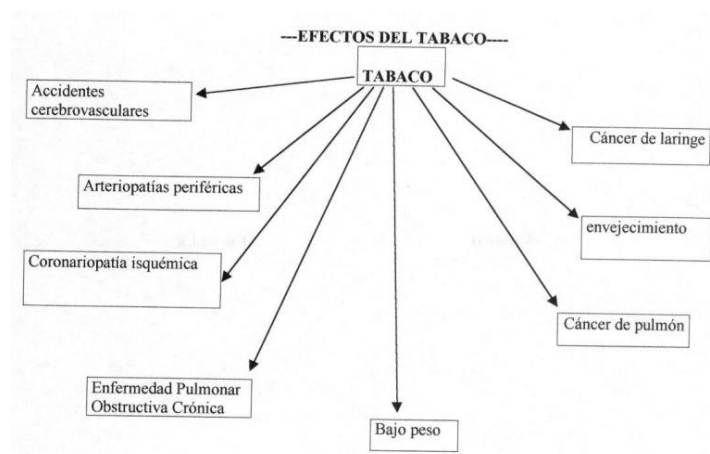 ---EFECTOS DEL TABACO----
TABACO
Accidentes
cerebrovasculares
Cáncer de laringe
Arteriopatías periféricas
envejecimiento
Coronariopatía isquémica
Cáncer de pulmón
Enfermedad Pulmonar
Obstructiva Crónica
Bajo peso